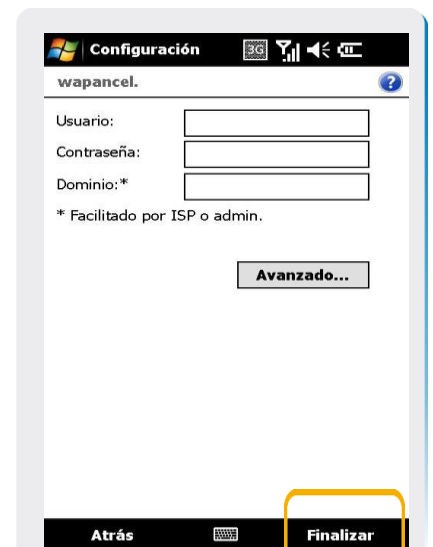 Configuración 3G
wapancel.
Usuario:
Contraseña:
Dominio:*
* Facilitado por ISP o admin.
Avanzado...
Atrás Finalizar